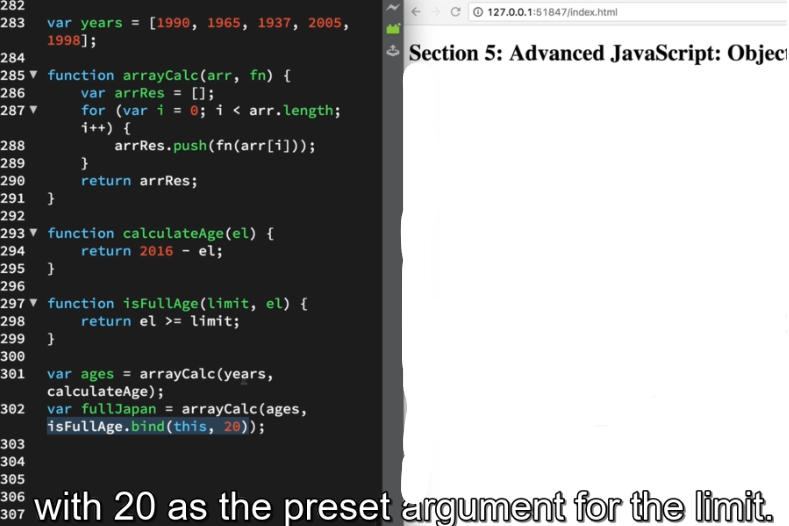 282
283 var years = [1990, 1965, 1937, 2005,
1998];
284
285 function arrayCalc(arr, fn) {
286 var arrRes = [];
287 for (var i = 0; i < arr.length;
i++) {
288 arrRes.push(fn(arr[i]));
289 }
290 return arrRes;
291 }
292
293 function calculateAge(el) {
294 return 2016 - el;
295 }
296
297 function isFullAge(limit, el) {
298 return el >= limit;
299 }
300
301 var ages = arrayCalc(years,
calculateAge);
302 var fullJapan = arrayCalc(ages,
isFullAge.bind(this, 20));
303
304
305
306
307
127.0.0.1:51847/index.html
Section 5: Advanced JavaScript: Object
with 20 as the preset argument for the limit.